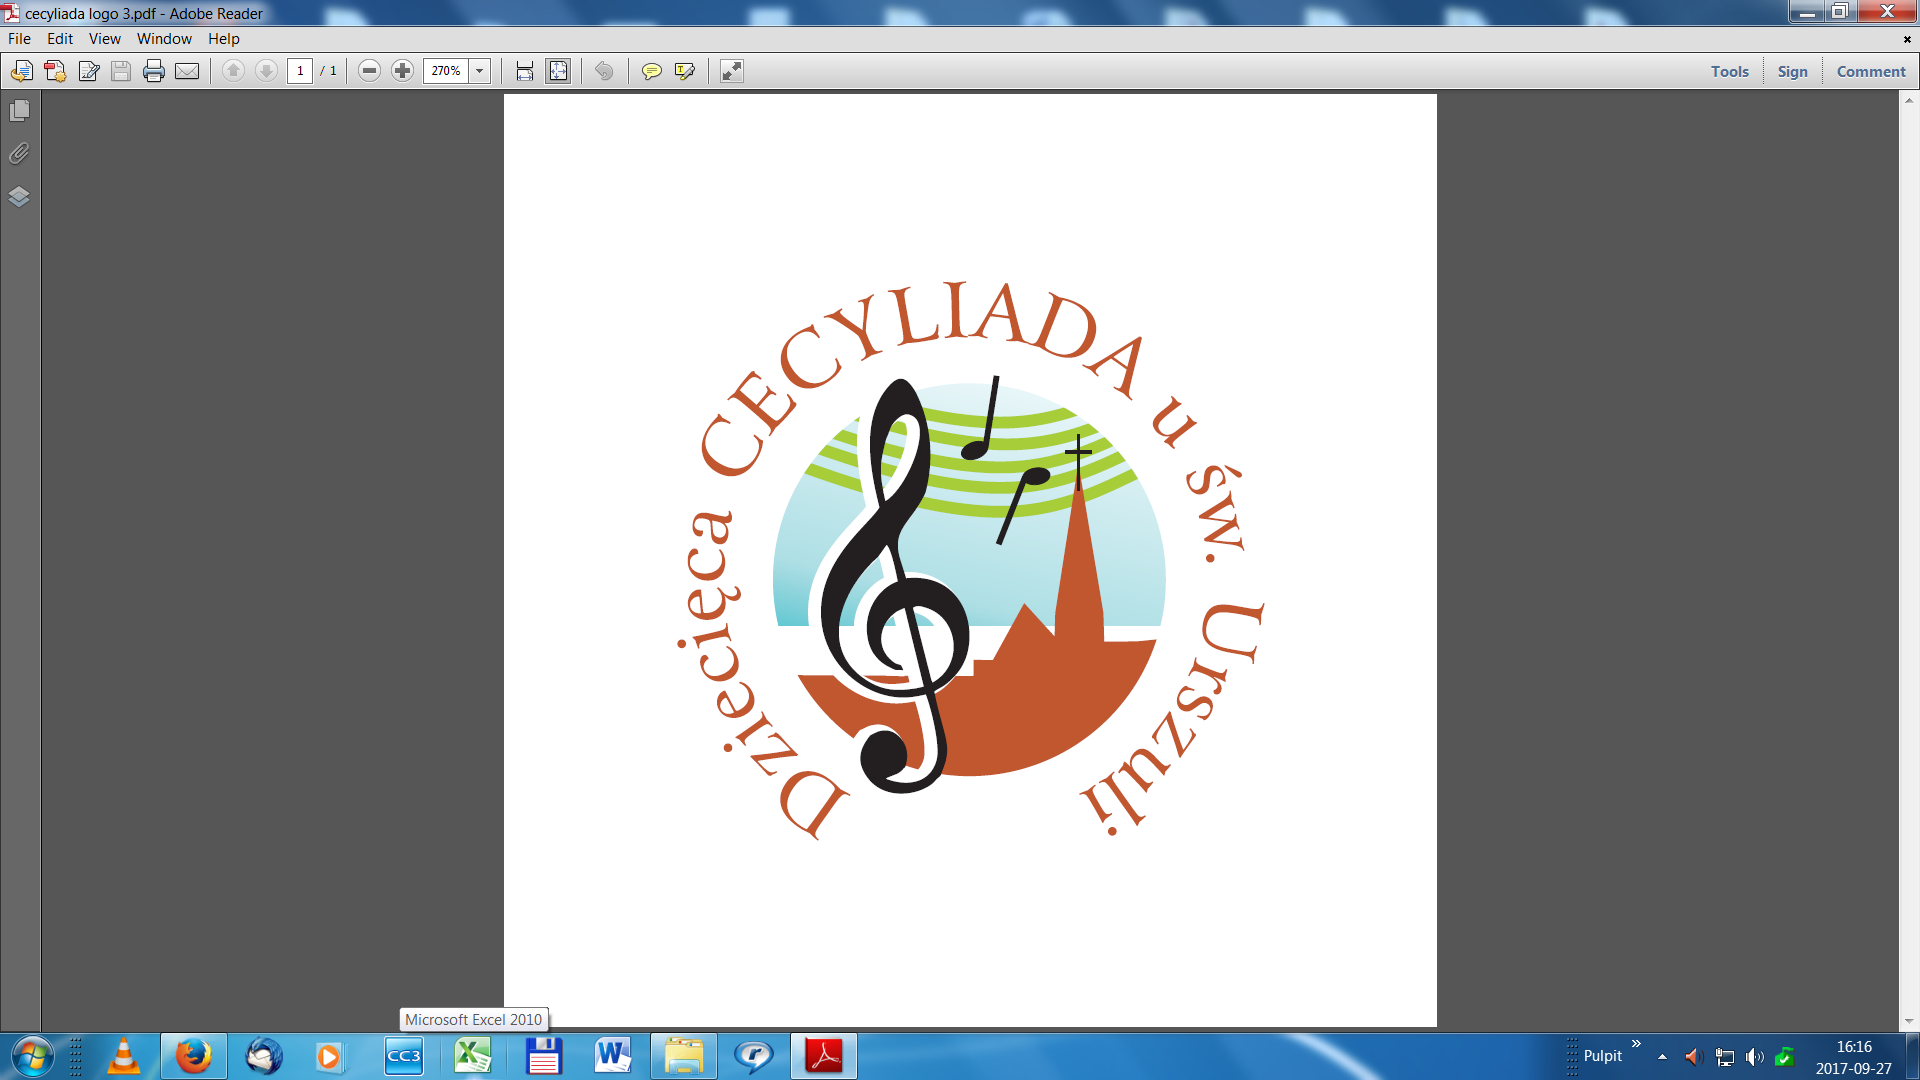 cecyliada logo 3.pdf - Adobe Reader
File Edit View Window Help
1 / 1 270% Tools Sign Comment
Dziecięca CECYLIADA u św. Urszuli
Microsoft Excel 2010
CC3 Pulpit 16:16
2017-09-27